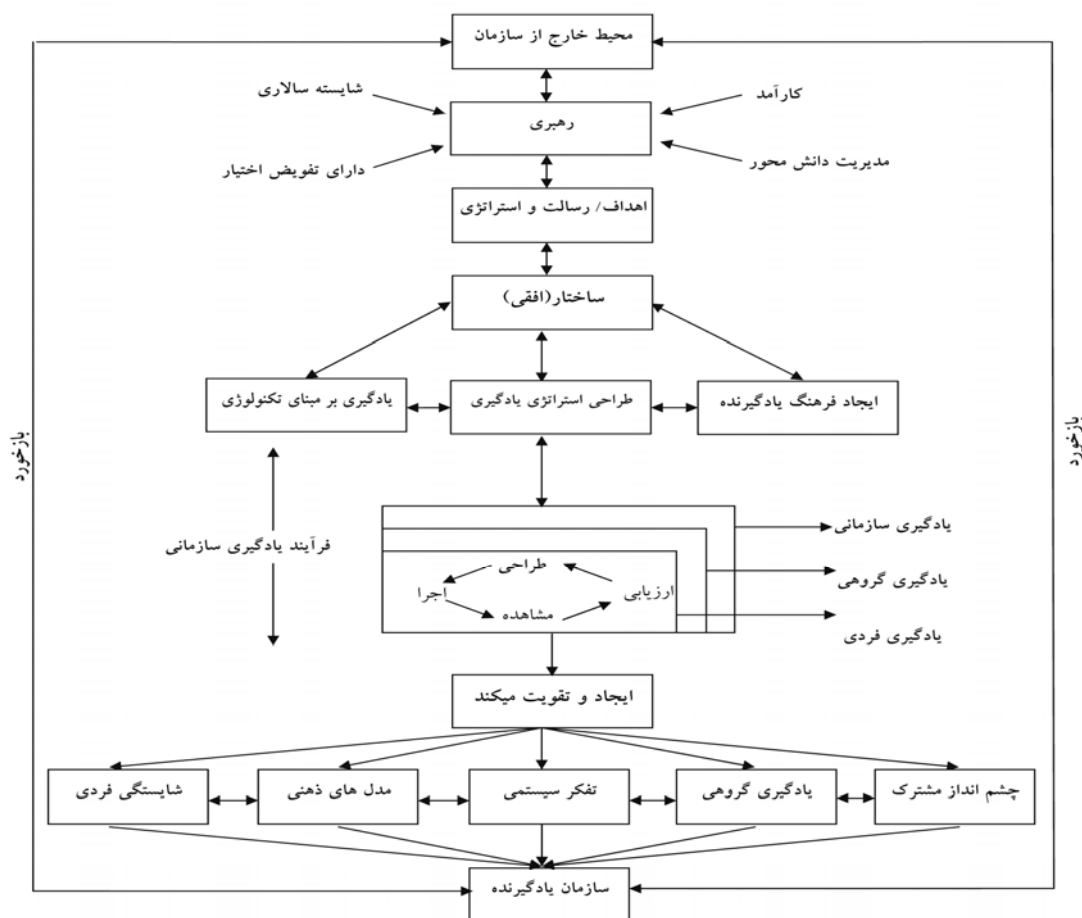 محیط خارج از سازمان
شایسته سالاری
کارآمد
رهبری
دارای تفویض اختیار
مدیریت دانش محور
اهداف/ رسالت و استراتژی
ساختار(افقی)
ایجاد فرهنگ یادگیرنده
طراحی استراتژی یادگیری
یادگیری بر مبنای تکنولوژی
بازخورد
بازخورد
یادگیری سازمانی
فرآیند یادگیری سازمانی
طراحی
یادگیری گروهی
ارزیابی
اجرا
مشاهده
یادگیری فردی
ایجاد و تقویت میکند
چشم انداز مشترک
یادگیری گروهی
تفکر سیستمی
مدل های ذهنی
شایستگی فردی
سازمان یادگیرنده